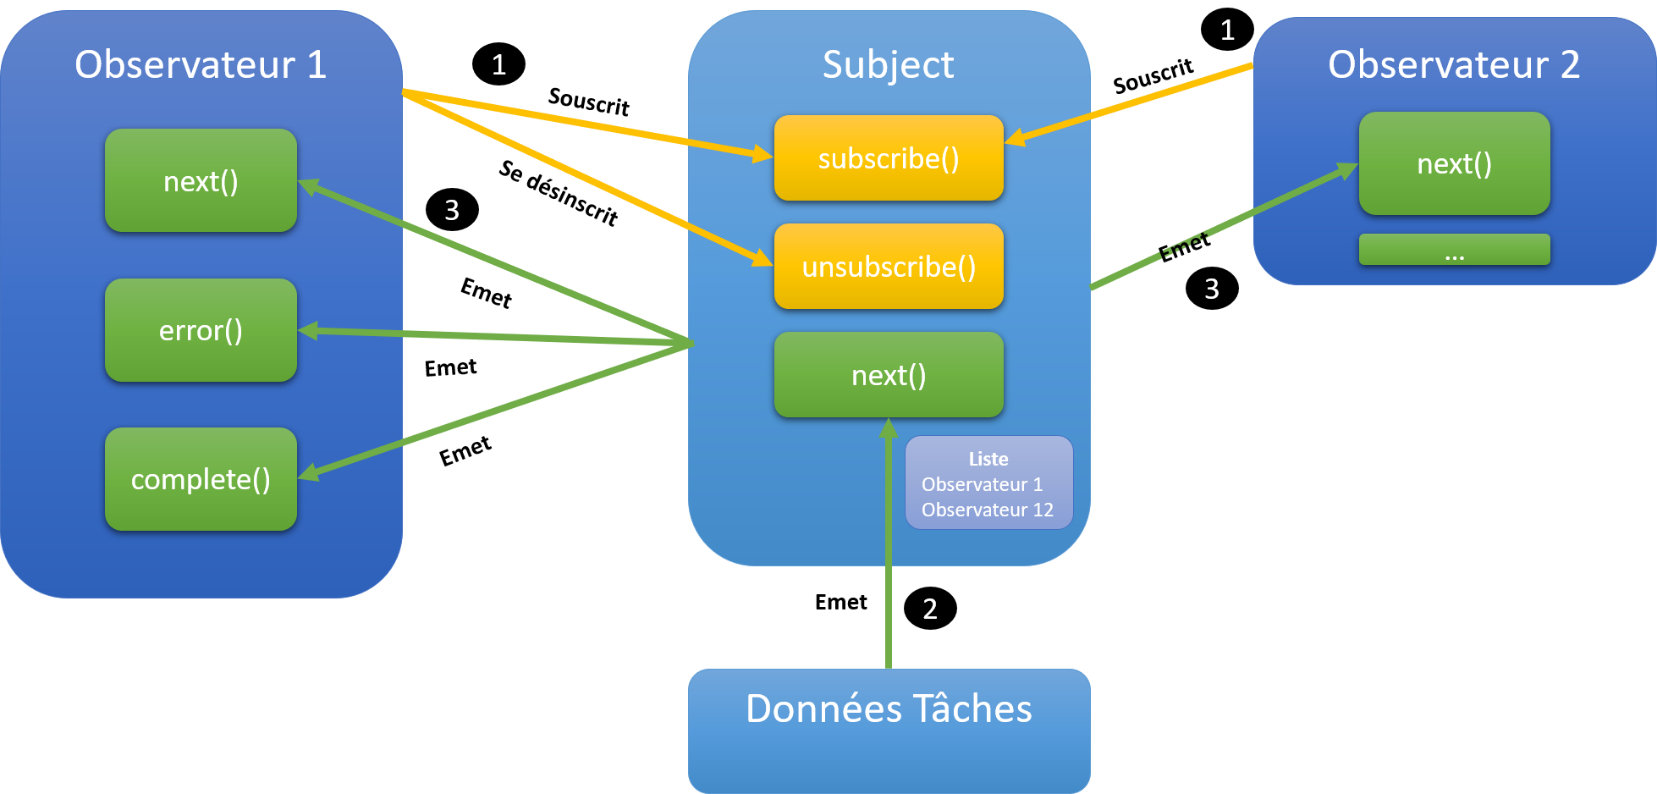 Observateur 1
next()
error()
complete()
1
Souscrit
Se désinscrit
3
Emet
Emet
Emet
Subject
subscribe()
unsubscribe()
next()
Liste
Observateur 1
Observateur 12
Emet
2
Données Tâches
1
Souscrit
Emet
3
Observateur 2
next()
...